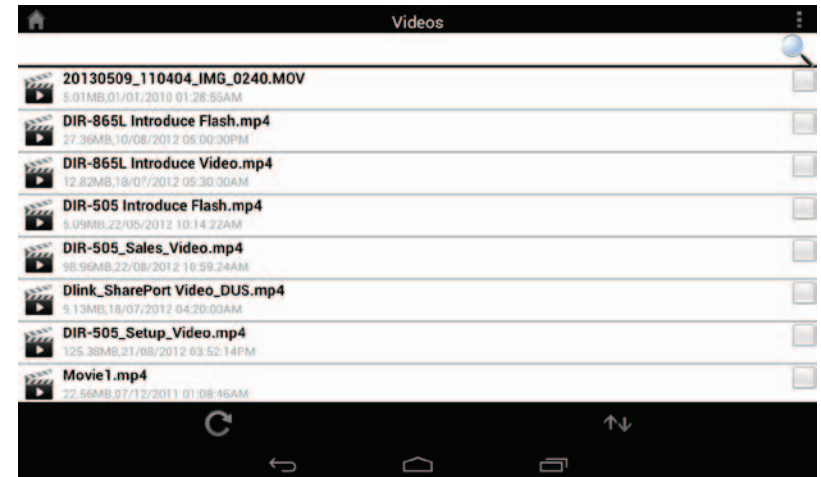 Videos
20130509_110404_IMG_0240.MOV
5.01MB,01/01/2010 01:28:55AM
DIR-865L Introduce Flash.mp4
27.36MB,10/08/2012 05:00:00PM
DIR-865L Introduce Video.mp4
12.82MB,18/07/2012 05:30:00AM
DIR-505 Introduce Flash.mp4
5.09MB,22/05/2012 10:14:22AM
DIR-505_Sales_Video.mp4
98.96MB,22/08/2012 10:59:24AM
Dlink_SharePort Video_DUS.mp4
9.13MB,18/07/2012 04:20:00AM
DIR-505_Setup_Video.mp4
125.38MB,21/08/2012 03:52:14PM
Movie1.mp4
22.56MB,07/12/2011 01:08:46AM